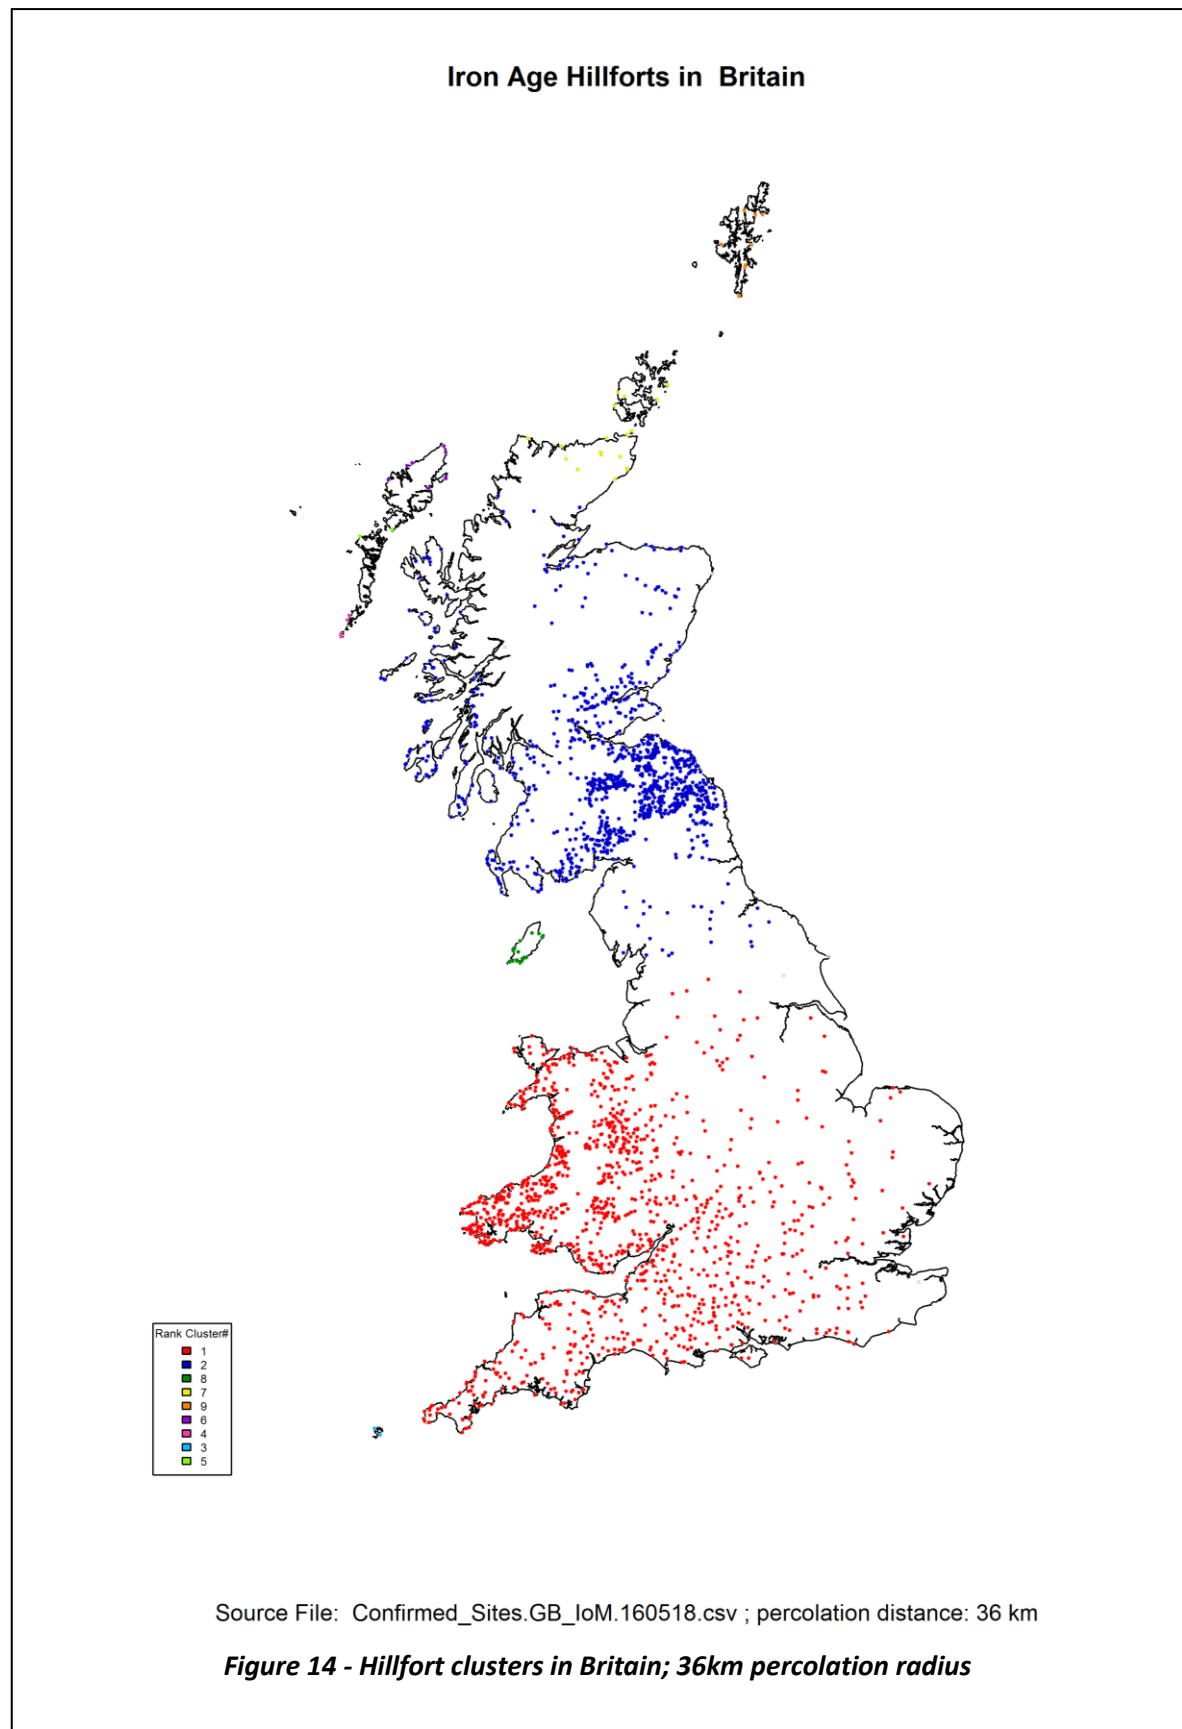 Iron Age Hillforts in  Britain
Rank Cluster#
1
2
8
7
9
6
4
3
5
Source File:  Confirmed_Sites.GB_IoM.160518.csv ; percolation distance: 36 km
Figure 14 - Hillfort clusters in Britain; 36km percolation radius